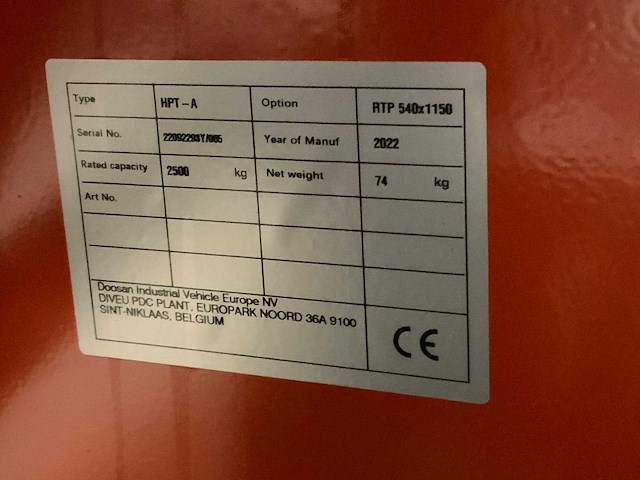 Type HPT-A Option RTP 540x1150
Serial No. Year of Manuf 2022
Rated capacity 2500 kg Net weight 74 kg
Art No.
Doosan Industrial Vehicle Europe NV
DIVEU PDC PLANT, EUROPARK NOORD 36A 9100
SINT-NIKLAAS, BELGIUM
CE